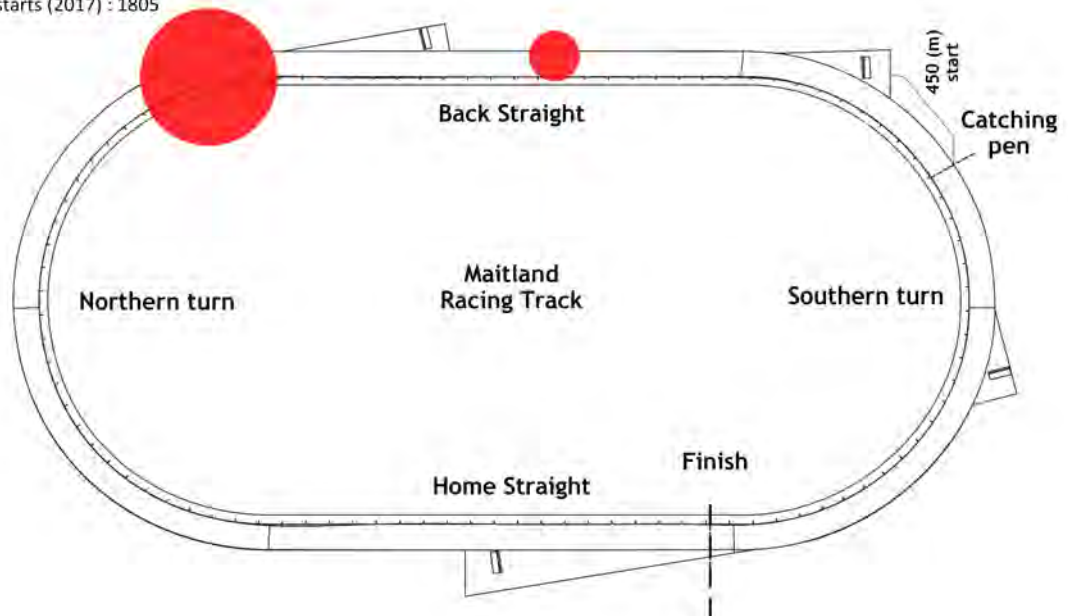 starts (2017) : 1805
450 (m)
start
Back Straight
Catching
pen
Maitland
Racing Track
Northern turn
Southern turn
Finish
Home Straight